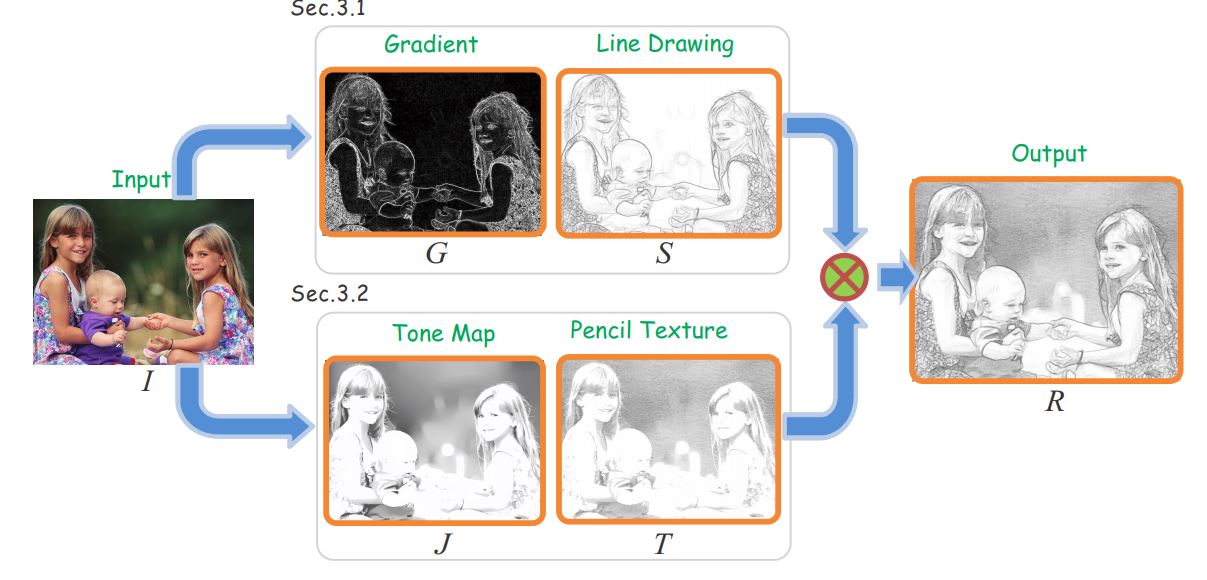 Sec.3.1
Gradient
Line Drawing
G
S
Input
I
Sec.3.2
Tone Map
Pencil Texture
J
T
Output
R